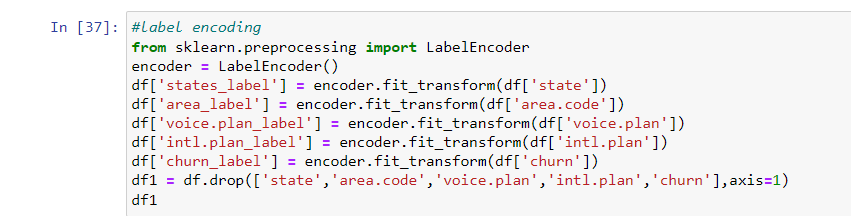 In [37]: #label encoding
from sklearn.preprocessing import LabelEncoder
encoder = LabelEncoder()
df['states_label'] = encoder.fit_transform(df['state'])
df['area_label'] = encoder.fit_transform(df['area.code'])
df['voice.plan_label'] = encoder.fit_transform(df['voice.plan'])
df['intl.plan_label'] = encoder.fit_transform(df['intl.plan'])
df['churn_label'] = encoder.fit_transform(df['churn'])
df1 = df.drop(['state','area.code','voice.plan','intl.plan','churn'],axis=1)
df1